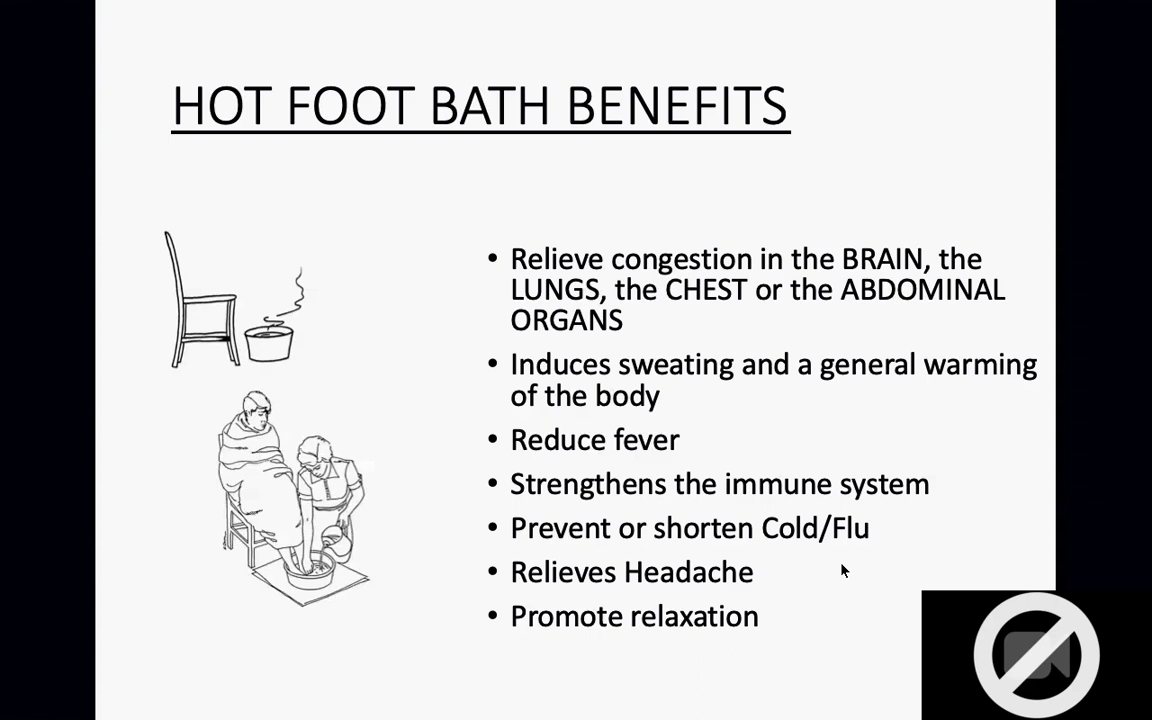 HOT FOOT BATH BENEFITS
• Relieve congestion in the BRAIN, the
LUNGS, the CHEST or the ABDOMINAL
ORGANS
• Induces sweating and a general warming
of the body
• Reduce fever
• Strengthens the immune system
• Prevent or shorten Cold/Flu
• Relieves Headache
• Promote relaxation